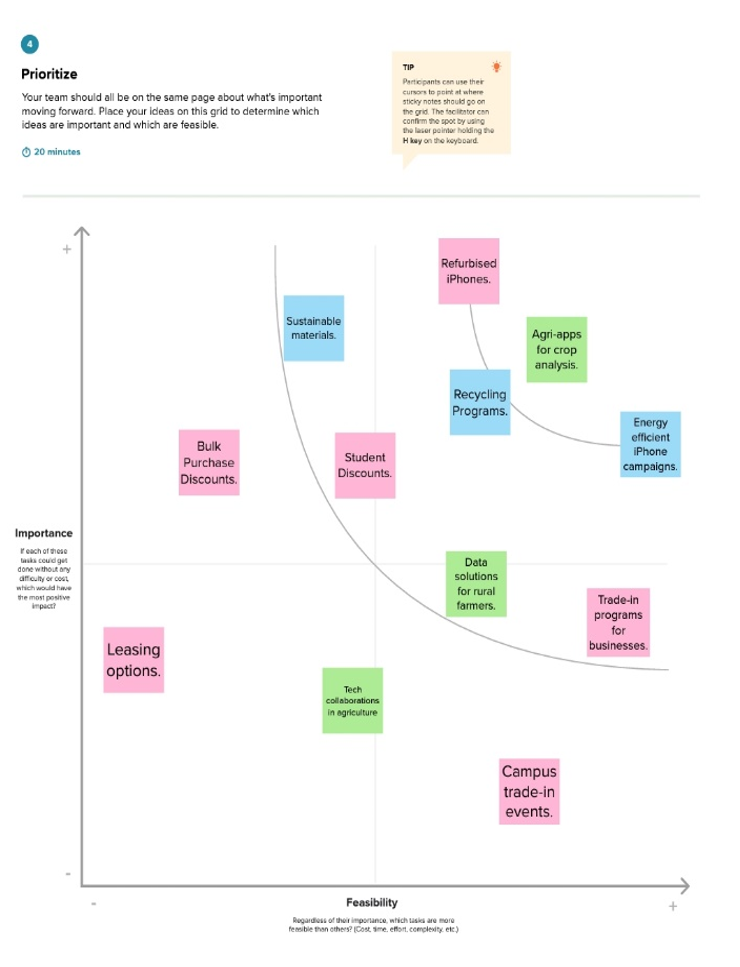 4
Prioritize
Your team should all be on the same page about what's important
moving forward. Place your ideas on this grid to determine which
ideas are important and which are feasible.
20 minutes
TIP
Participants can use their
cursors to point at where
sticky notes should go on
the grid. The facilitator can
confirm the spot by using
the laser pointer holding the
H key on the keyboard.
+
Refurbised
iPhones.
Sustainable
materials.
Agri-apps
for crop
analysis.
Recycling
Programs.
Energy
efficient
iPhone
campaigns.
Bulk
Purchase
Discounts.
Student
Discounts.
Importance
If each of these
tasks could get
done without any
difficulty or cost,
which would have
the most positive
impact?
Data
solutions
for rural
farmers.
Trade-in
programs
for
businesses.
Leasing
options.
Tech
collaborations
in agriculture
Campus
trade-in
events.
-
-
Feasibility
+
Regardless of their importance, which tasks are more
feasible than others? (Cost, time, effort, complexity, etc.)